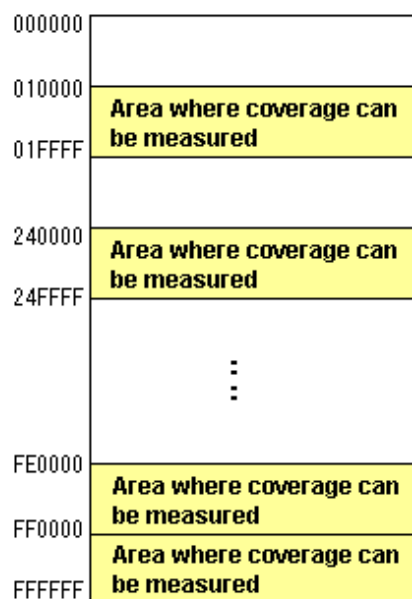 000000
010000
Area where coverage can
be measured
01FFFF
240000
Area where coverage can
be measured
24FFFF
:
FE0000
Area where coverage can
be measured
FF0000
Area where coverage can
be measured
FFFFFF